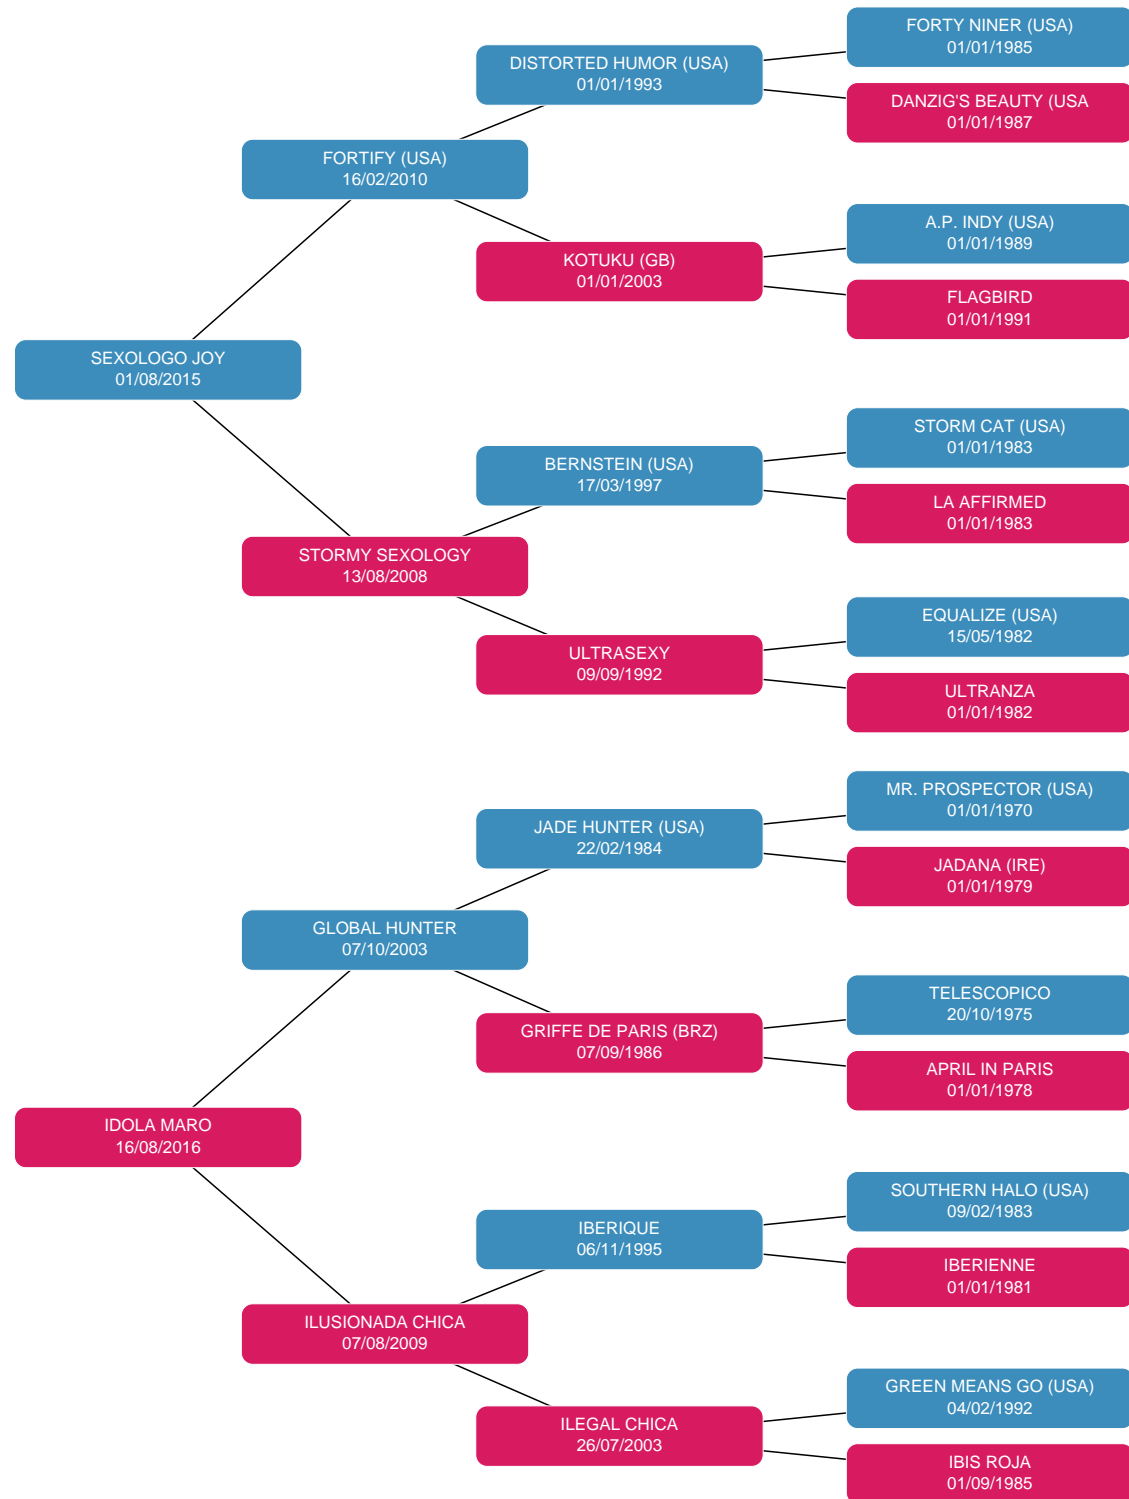 FORTY NINER (USA)
01/01/1985
DISTORTED HUMOR (USA)
01/01/1993
DANZIG'S BEAUTY (USA
01/01/1987
FORTIFY (USA)
16/02/2010
A.P. INDY (USA)
01/01/1989
KOTUKU (GB)
01/01/2003
FLAGBIRD
01/01/1991
SEXOLOGO JOY
01/08/2015
STORM CAT (USA)
01/01/1983
BERNSTEIN (USA)
17/03/1997
LA AFFIRMED
01/01/1983
STORMY SEXOLOGY
13/08/2008
EQUALIZE (USA)
15/05/1982
ULTRASEXY
09/09/1992
ULTRANZA
01/01/1982
MR. PROSPECTOR (USA)
01/01/1970
JADE HUNTER (USA)
22/02/1984
JADANA (IRE)
01/01/1979
GLOBAL HUNTER
07/10/2003
TELESCOPICO
20/10/1975
GRIFFE DE PARIS (BRZ)
07/09/1986
APRIL IN PARIS
01/01/1978
IDOLA MARO
16/08/2016
SOUTHERN HALO (USA)
09/02/1983
IBERIQUE
06/11/1995
IBERIENNE
01/01/1981
ILUSIONADA CHICA
07/08/2009
GREEN MEANS GO (USA)
04/02/1992
ILEGAL CHICA
26/07/2003
IBIS ROJA
01/09/1985